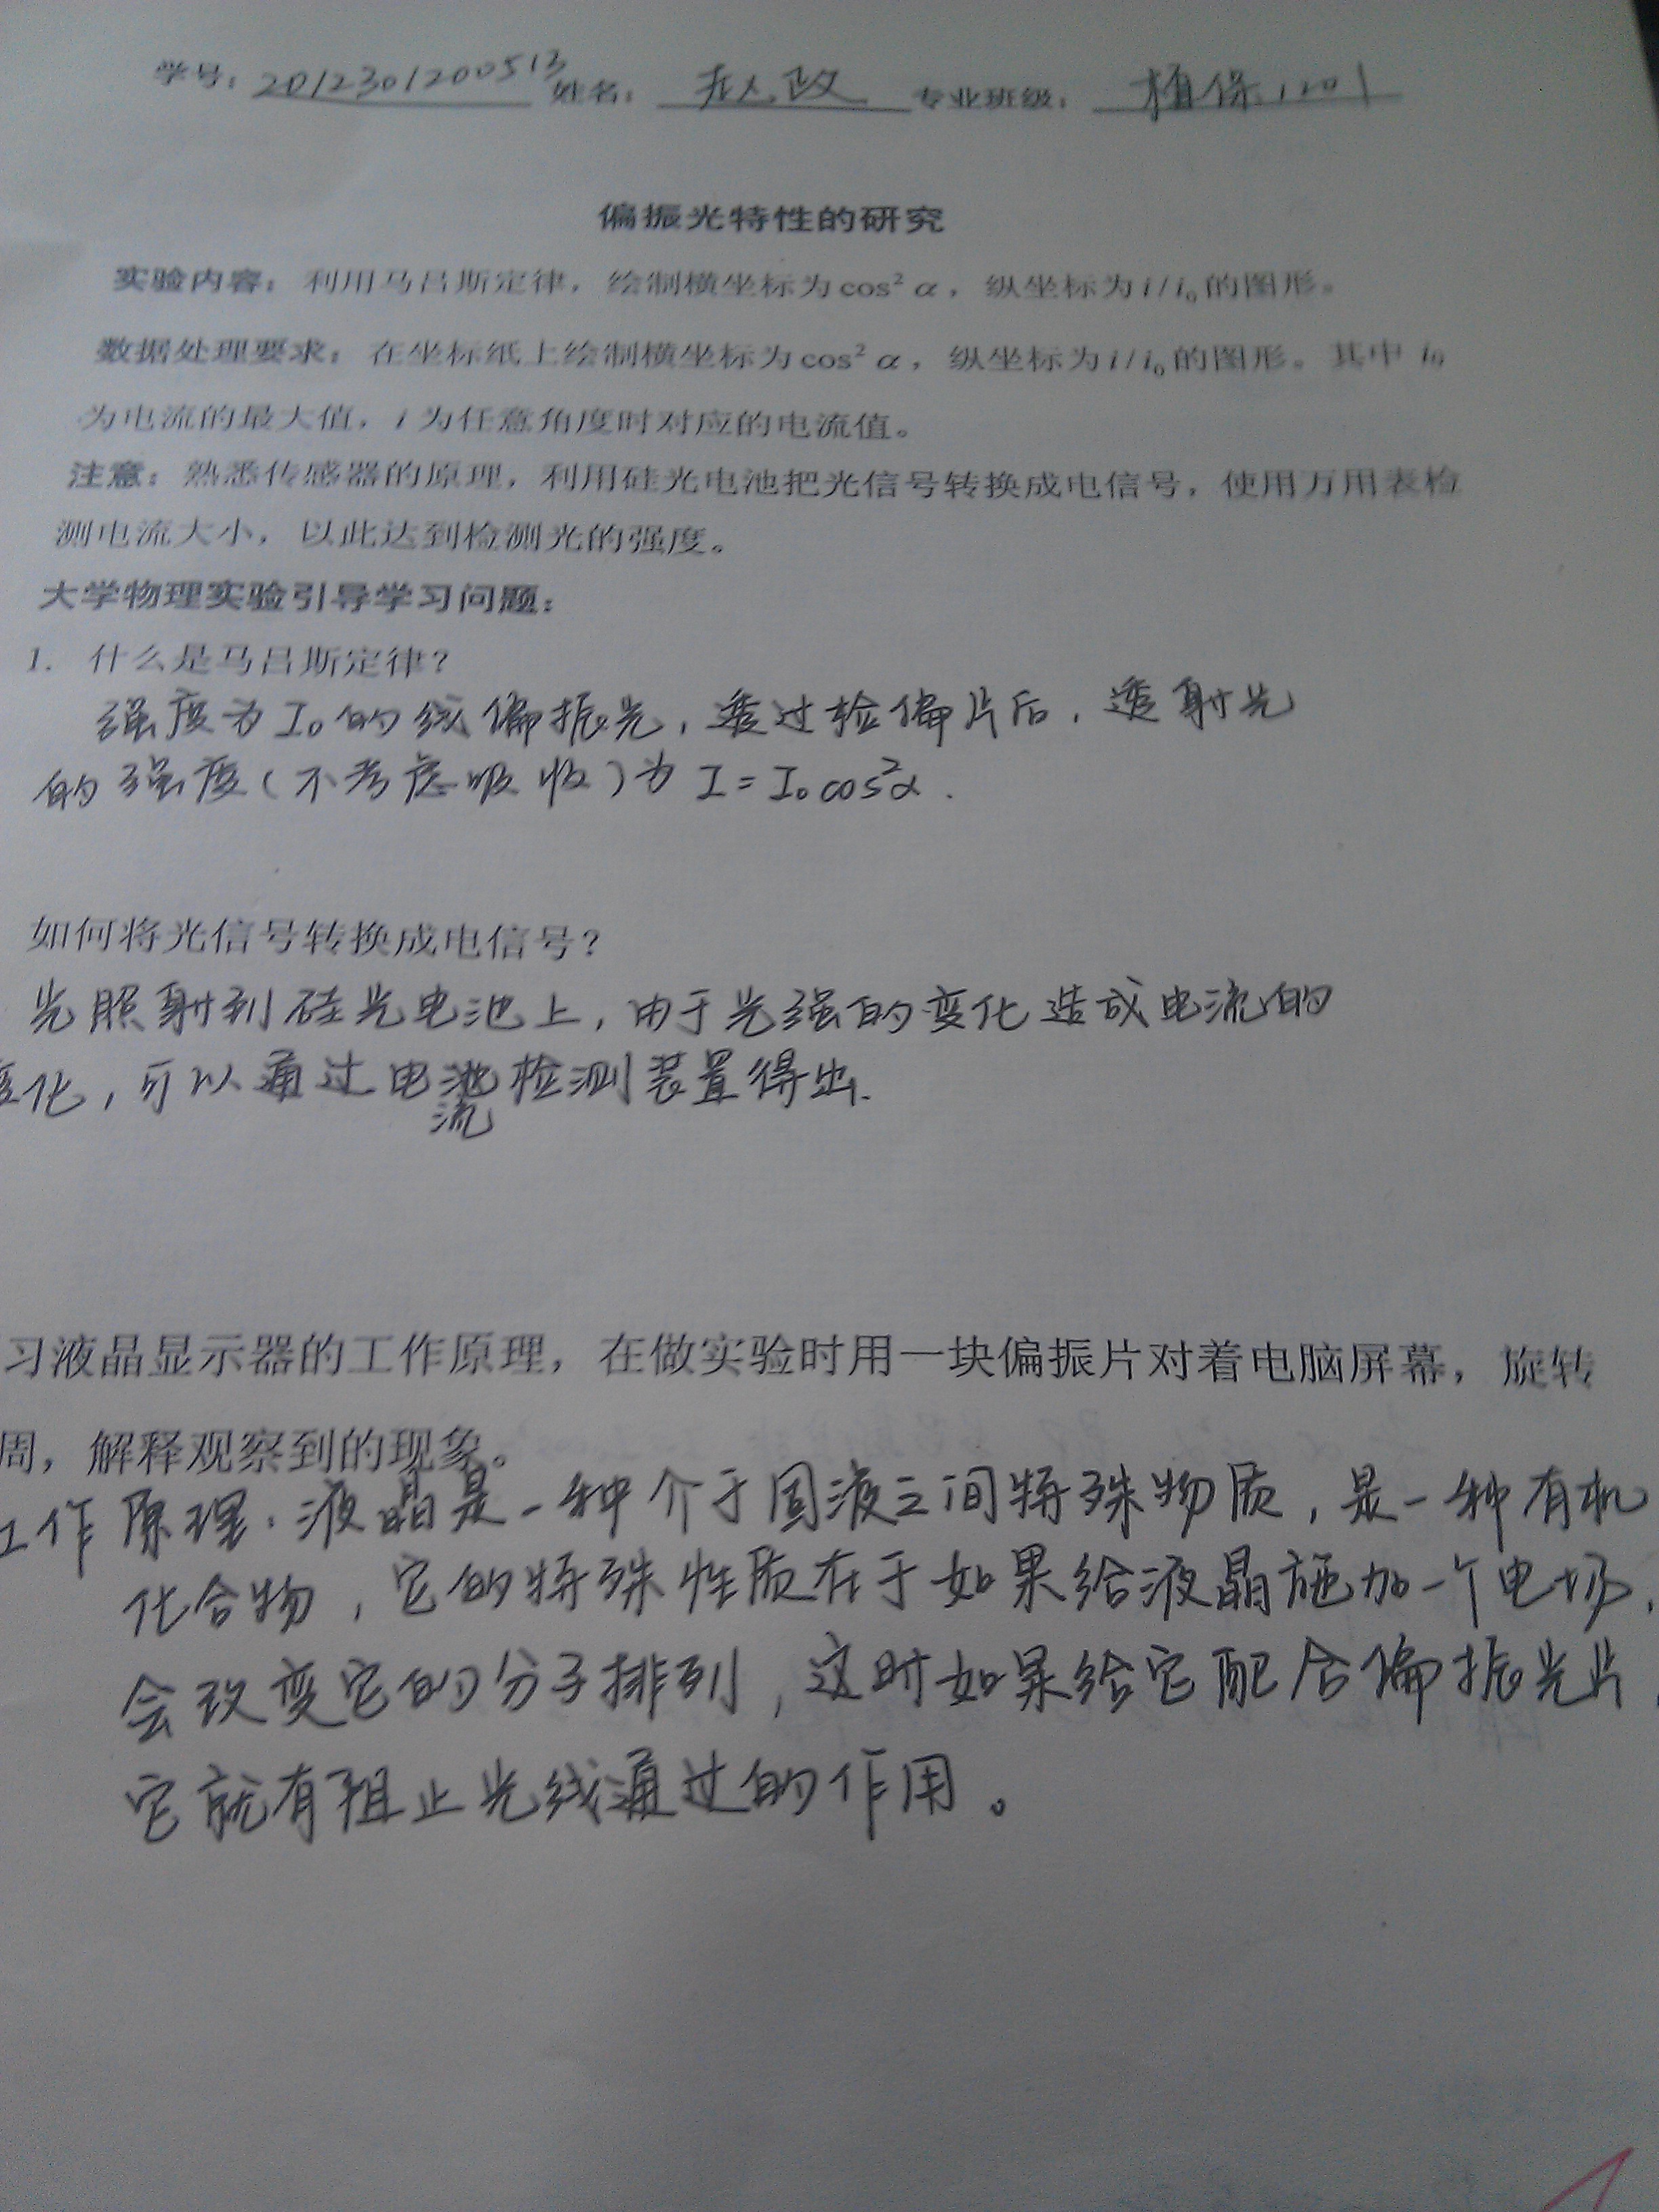 学号：2012301200513 姓名：赵政 专业班级：植保1201
偏振光特性的研究
实验内容：利用马吕斯定律，绘制横坐标为cos² α，纵坐标为i/i₀的图形。
数据处理要求：在坐标纸上绘制横坐标为cos² α，纵坐标为i/i₀的图形。其中 i₀
为电流的最大值，i 为任意角度时对应的电流值。
注意：熟悉传感器的原理，利用硅光电池把光信号转换成电信号，使用万用表检
测电流大小，以此达到检测光的强度。
大学物理实验引导学习问题：
1. 什么是马吕斯定律？
强度为I₀的线偏振光，透过检偏片后，透射光
的强度（不考虑吸收）为 I=I₀cos²α.
如何将光信号转换成电信号？
光照射到硅光电池上，由于光强的变化造成电流的
变化，可以通过电池检测装置得出.
流
习液晶显示器的工作原理，在做实验时用一块偏振片对着电脑屏幕，旋转
周，解释观察到的现象。
工作原理：液晶是一种介于固液之间特殊物质，是一种有机
化合物，它的特殊性质在于如果给液晶施加一个电场，
会改变它的分子排列，这时如果给它配合偏振光片，
它就有阻止光线通过的作用。